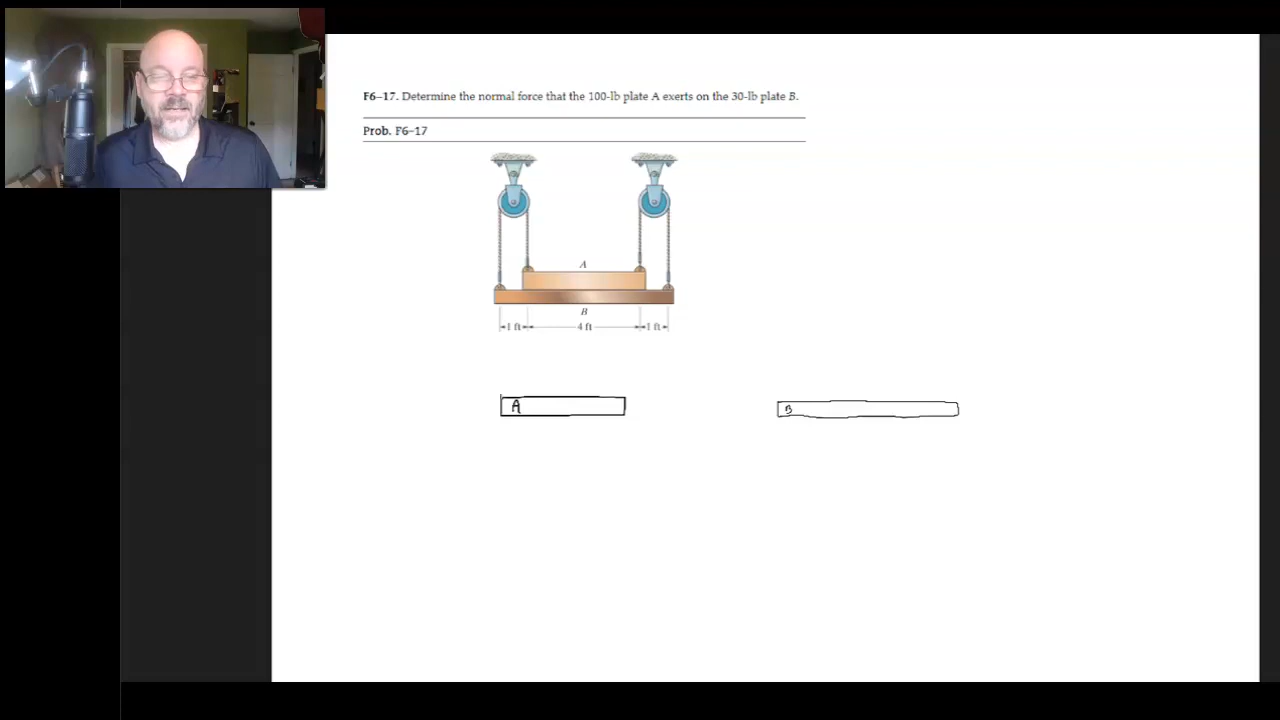 F6–17. Determine the normal force that the 100-lb plate A exerts on the 30-lb plate B.
Prob. F6–17
A
B
1 ft
4 ft
1 ft
A
B